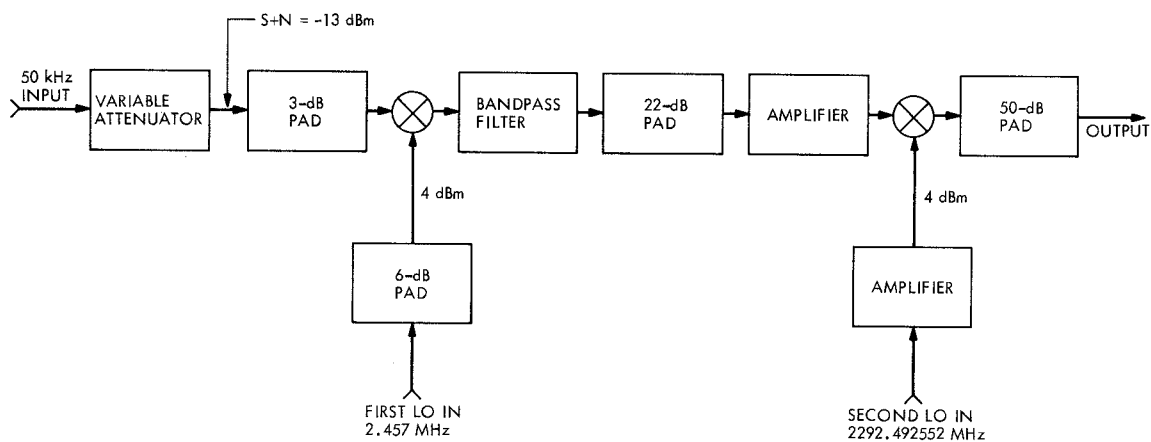 S+N = -13 dBm
50 kHz
INPUT
VARIABLE
ATTENUATOR
3-dB
PAD
BANDPASS
FILTER
22-dB
PAD
AMPLIFIER
50-dB
PAD
OUTPUT
4 dBm
4 dBm
6-dB
PAD
AMPLIFIER
FIRST LO IN
2.457 MHz
SECOND LO IN
2292.492552 MHz